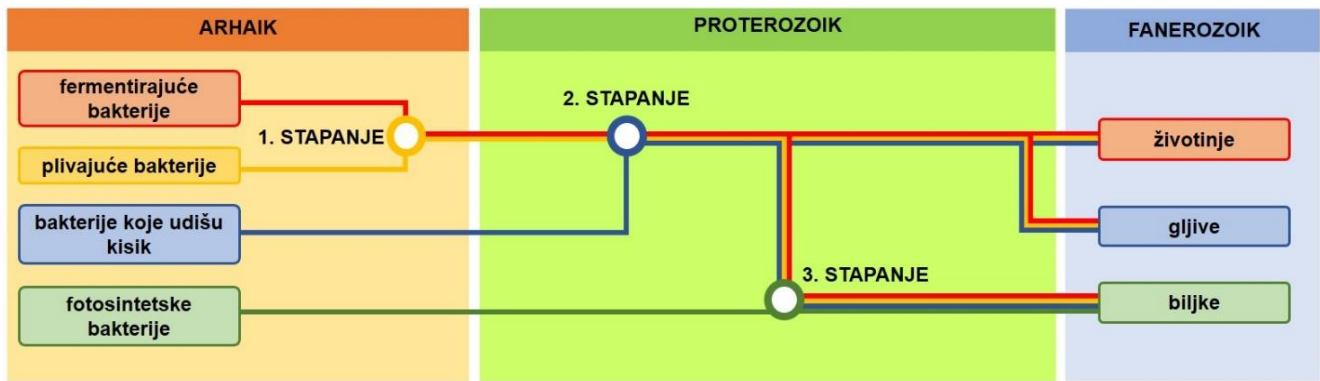 ARHAIK
PROTEROZOIK
FANEROZOIK
fermentirajuće
bakterije
2. STAPANJE
1. STAPANJE
životinje
plivajuće bakterije
bakterije koje udišu
kisik
gljive
3. STAPANJE
fotosintetske
bakterije
biljke